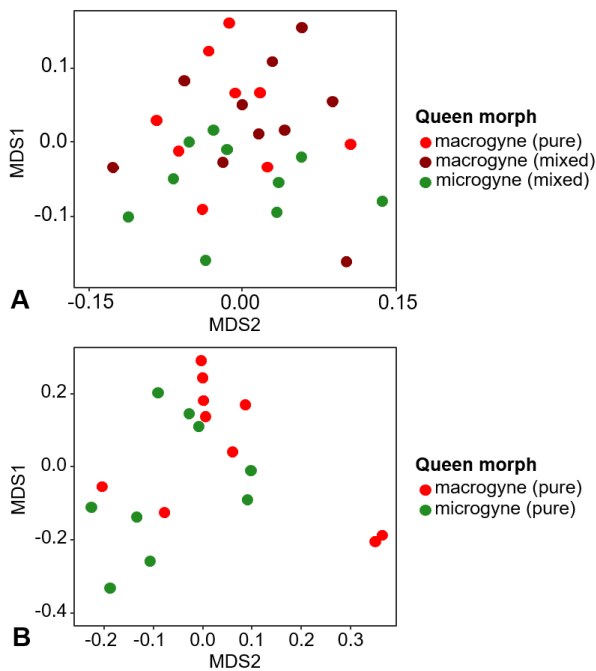 0.1
0.0
-0.1
MDS1
-0.15
0.00
0.15
MDS2
A
Queen morph
macrogyne (pure)
macrogyne (mixed)
microgyne (mixed)
0.2
0.0
-0.2
-0.4
MDS1
-0.2
-0.1
0.0
0.1
0.2
0.3
MDS2
B
Queen morph
macrogyne (pure)
microgyne (pure)